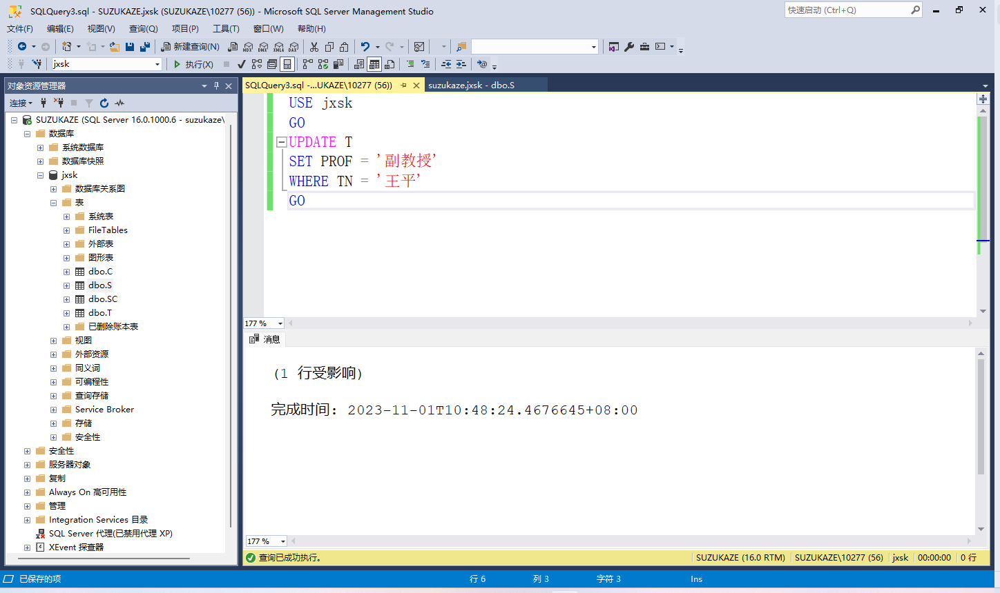 SQLQuery3.sql - SUZUKAZE.jxsk (SUZUKAZE\10277 (56)) - Microsoft SQL Server Management Studio
快速启动 (Ctrl+Q)
文件(F) 编辑(E) 视图(V) 查询(Q) 项目(P) 工具(T) 窗口(W) 帮助(H)
新建查询(N)
MDX DMX XMLA DAX
jxsk
执行(X)
对象资源管理器
连接
SUZUKAZE (SQL Server 16.0.1000.6 - suzukaze\
数据库
系统数据库
数据库快照
jxsk
数据库关系图
表
系统表
FileTables
外部表
图形表
dbo.C
dbo.S
dbo.SC
dbo.T
已删除账本表
视图
外部资源
同义词
可编程性
查询存储
Service Broker
存储
安全性
安全性
服务器对象
复制
Always On 高可用性
管理
Integration Services 目录
SQL Server 代理(已禁用代理 XP)
XEvent 探查器
SQLQuery3.sql -...UKAZE\10277 (56))
suzukaze.jxsk - dbo.S
USE jxsk
GO
UPDATE T
SET PROF = '副教授'
WHERE TN = '王平'
GO
177 %
消息
(1 行受影响)
完成时间: 2023-11-01T10:48:24.4676645+08:00
177 %
查询已成功执行。
SUZUKAZE (16.0 RTM)
SUZUKAZE\10277 (56)
jxsk
00:00:00
0 行
已保存的项
行 6
列 3
字符 3
Ins